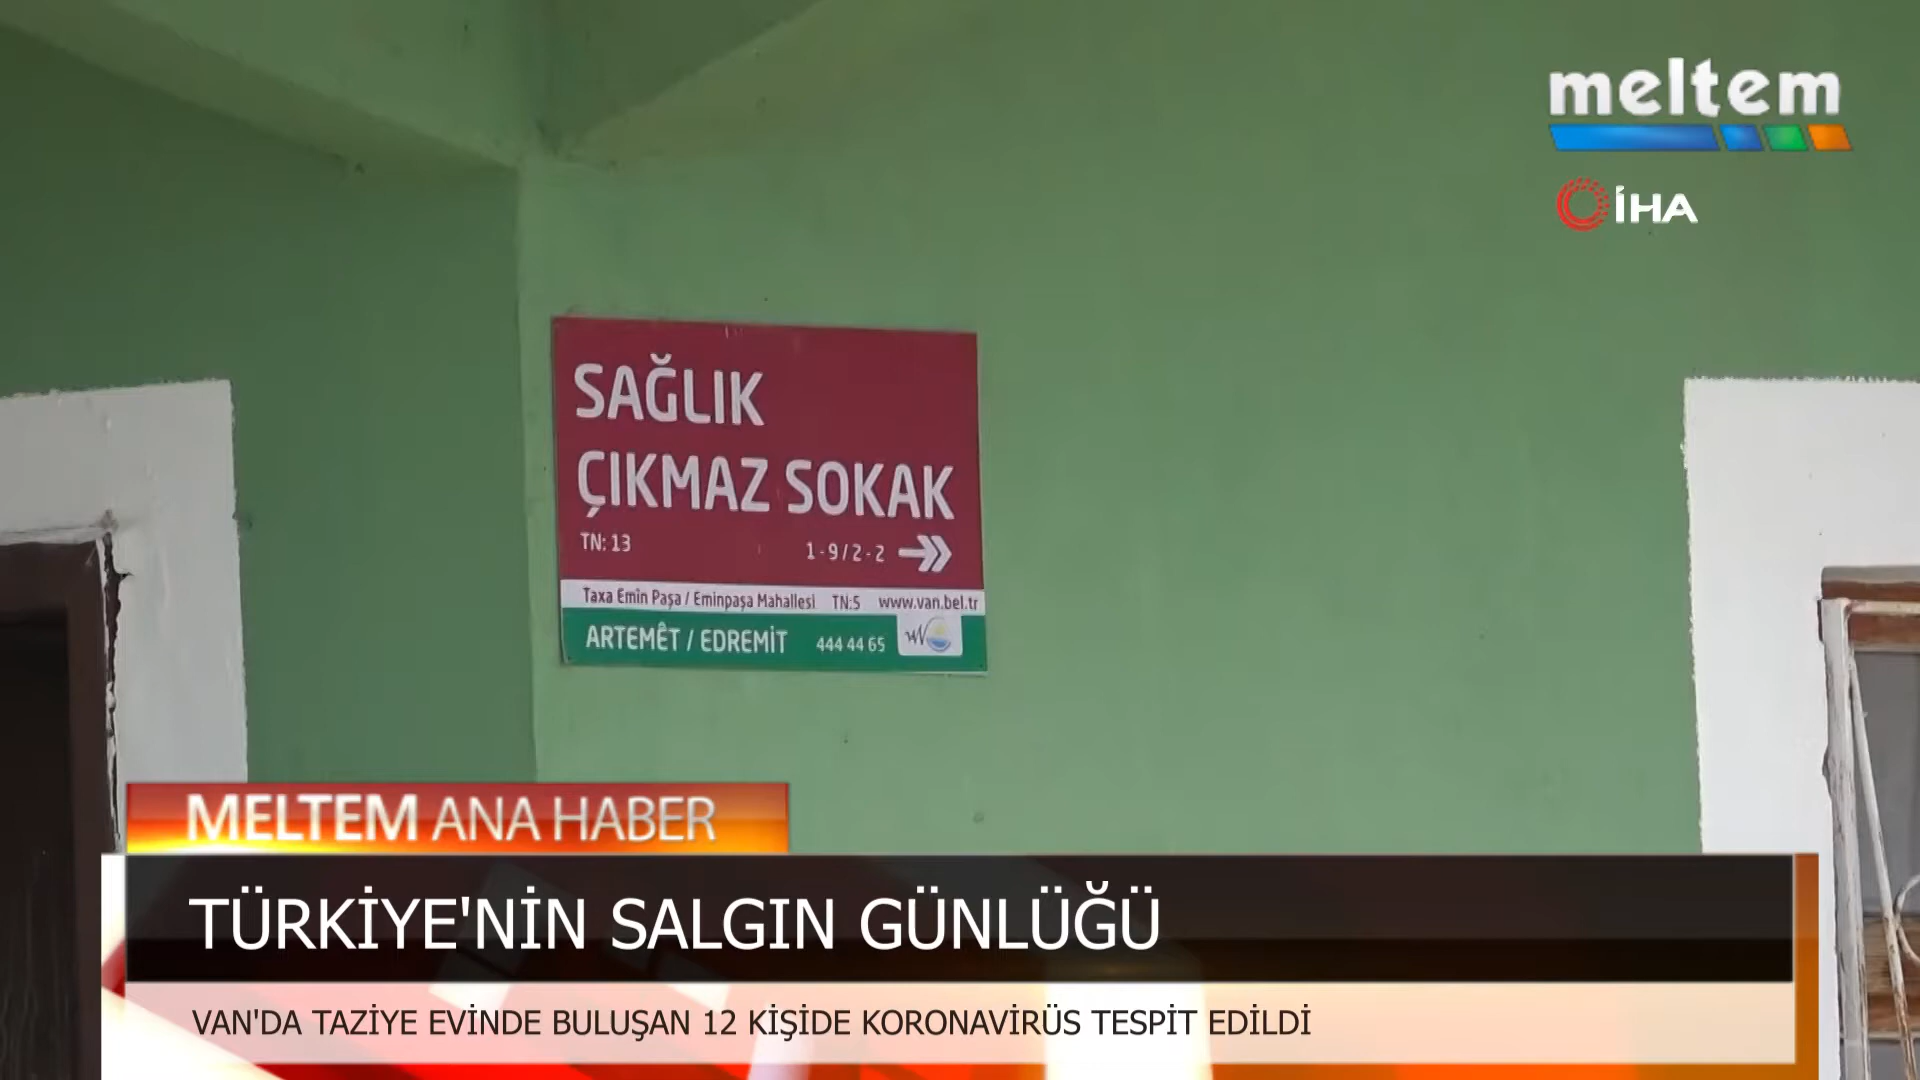 meltem
İHA
SAĞLIK
ÇIKMAZ SOKAK
TN: 13 1-9/2-2
Taxa Emîn Paşa / Eminpaşa Mahallesi TN:5 www.van.bel.tr
ARTEMÊT / EDREMİT 444 44 65
VAN
MELTEM ANA HABER
TÜRKİYE'NİN SALGIN GÜNLÜĞÜ
VAN'DA TAZİYE EVİNDE BULUŞAN 12 KİŞİDE KORONAVİRÜS TESPİT EDİLDİ